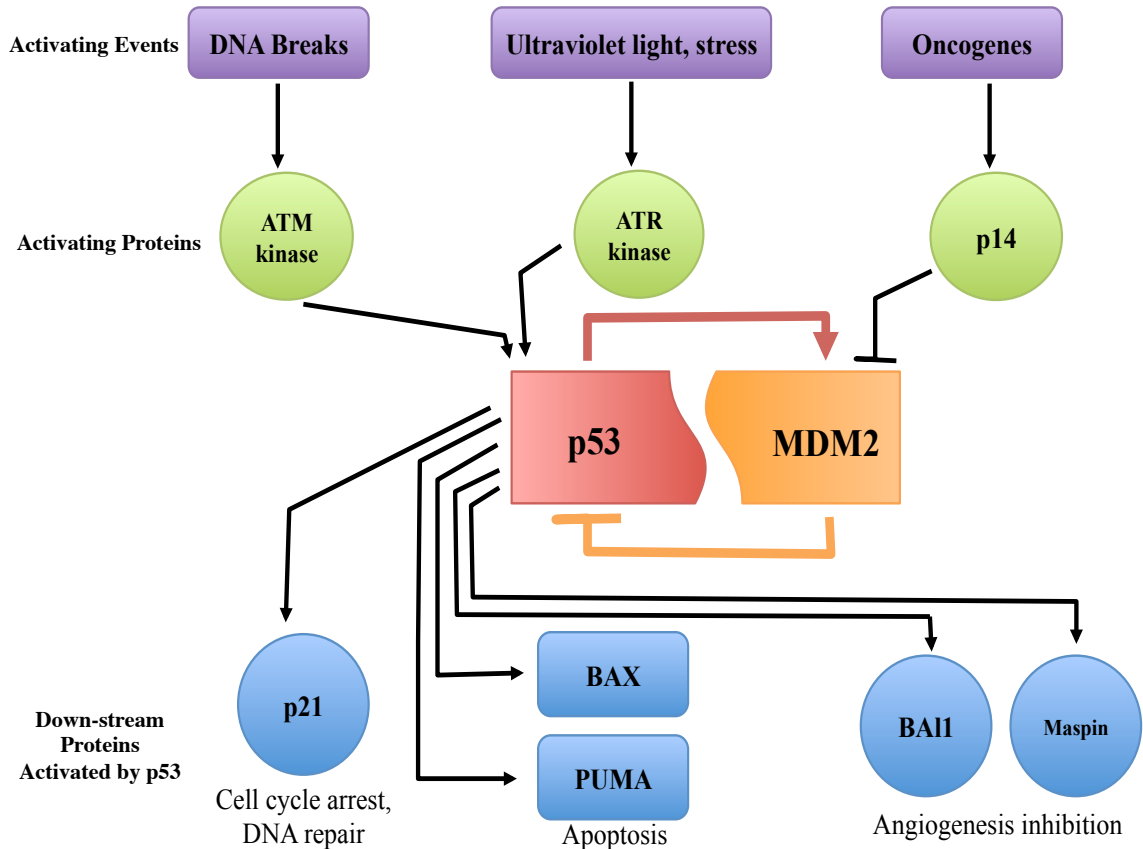 Activating Events
DNA Breaks
Ultraviolet light, stress
Oncogenes
Activating Proteins
ATM
kinase
ATR
kinase
p14
p53
MDM2
Down-stream
Proteins
Activated by p53
p21
BAX
PUMA
BAl1
Maspin
Cell cycle arrest,
DNA repair
Apoptosis
Angiogenesis inhibition